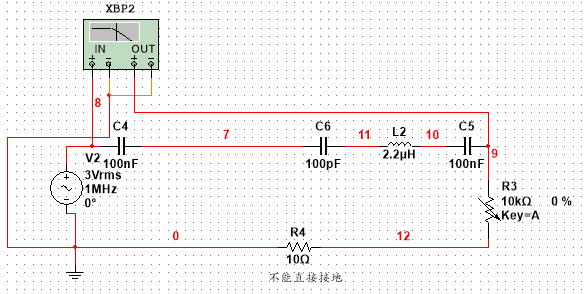 XBP2
IN OUT
8
C4 7 C6 11 L2 10 C5
100nF 100pF 2.2µH 100nF 9
V2
3Vrms
1MHz
0°
R3
10kΩ 0 %
Key=A
0 R4 12
10Ω
不能直接接地